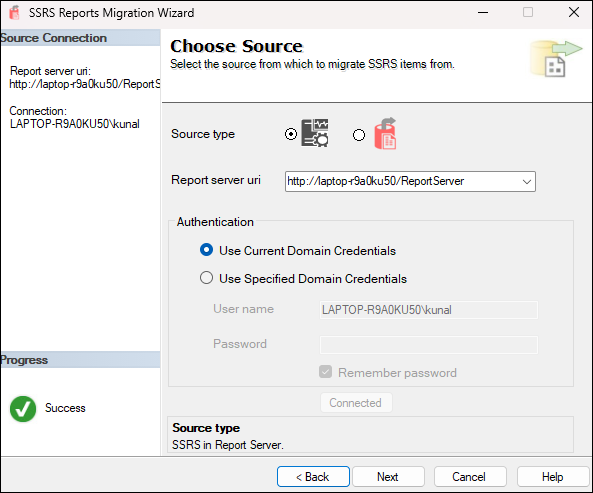 SSRS Reports Migration Wizard
Source Connection
Report server uri:
http://laptop-r9a0ku50/ReportS
Connection:
LAPTOP-R9A0KU50\kunal
Choose Source
Select the source from which to migrate SSRS items from.
Source type
Report server uri
http://laptop-r9a0ku50/ReportServer
Authentication
Use Current Domain Credentials
Use Specified Domain Credentials
User name
LAPTOP-R9A0KU50\kunal
Password
Remember password
Connected
Progress
Success
Source type
SSRS in Report Server.
< Back
Next
Cancel
Help